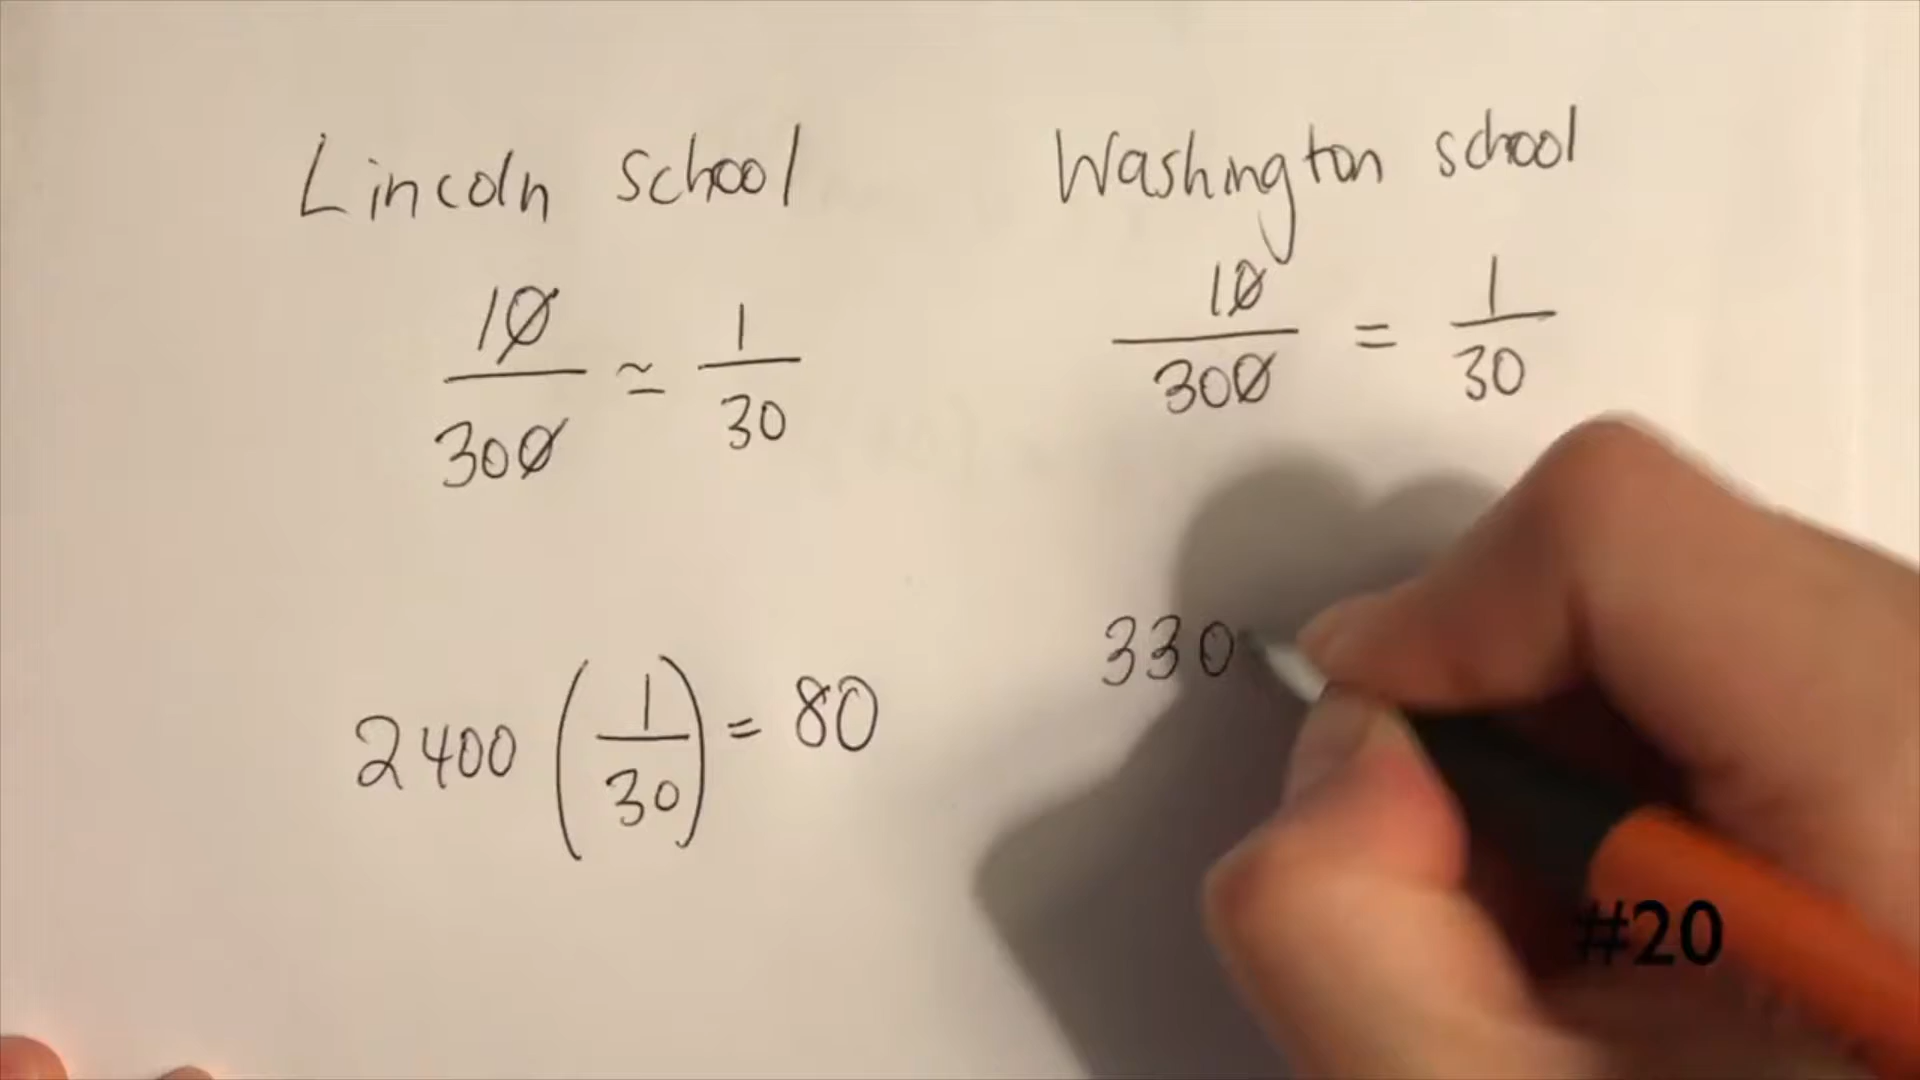 Lincoln school
10/300 ≃ 1/30
2400 (1/30) = 80
Washington school
10/300 = 1/30
330
#20